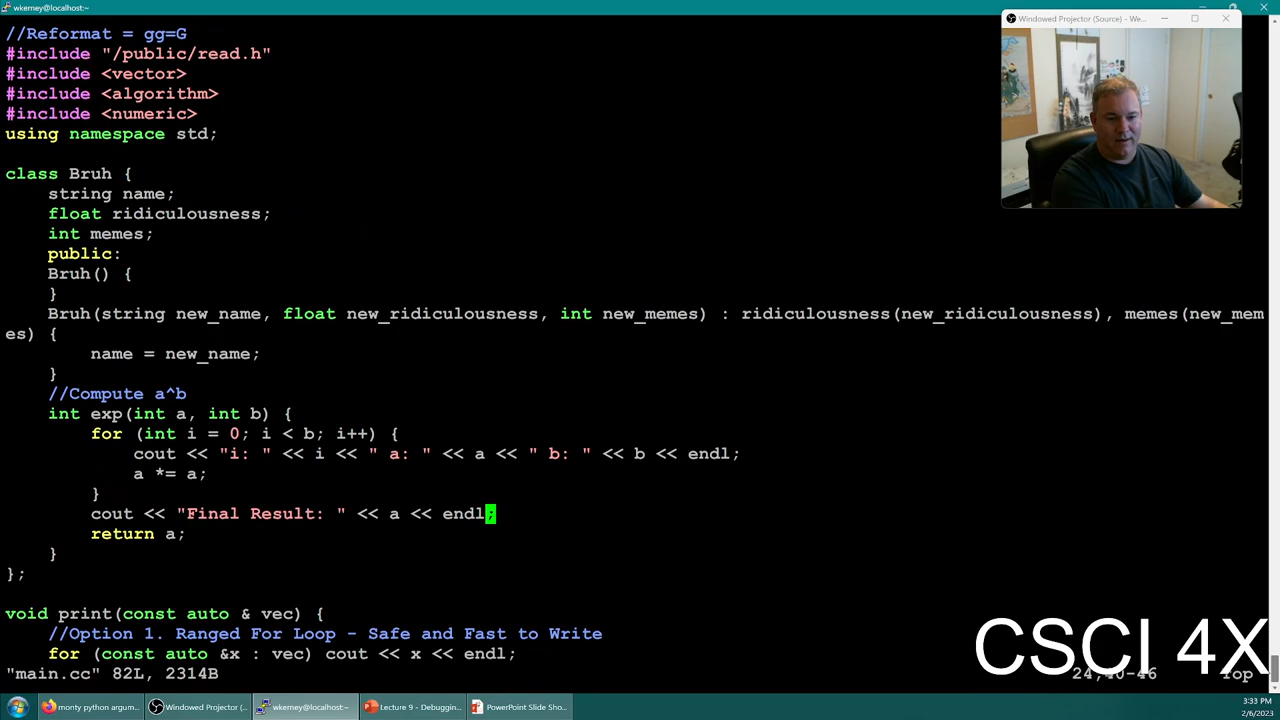 wkerney@localhost:~
Windowed Projector (Source) - We...
//Reformat = gg=G
#include "/public/read.h"
#include <vector>
#include <algorithm>
#include <numeric>
using namespace std;
class Bruh {
string name;
float ridiculousness;
int memes;
public:
Bruh() {
}
Bruh(string new_name, float new_ridiculousness, int new_memes) : ridiculousness(new_ridiculousness), memes(new_mem
es) {
name = new_name;
}
//Compute a^b
int exp(int a, int b) {
for (int i = 0; i < b; i++) {
cout << "i: " << i << " a: " << a << " b: " << b << endl;
a *= a;
}
cout << "Final Result: " << a << endl;
return a;
}
};
void print(const auto & vec) {
//Option 1. Ranged For Loop - Safe and Fast to Write
for (const auto &x : vec) cout << x << endl;
"main.cc" 82L, 2314B
24,40-46
Top
CSCI 4X
monty python argum...
Windowed Projector (...
wkerney@localhost:~
Lecture 9 - Debuggin...
PowerPoint Slide Sho...
3:33 PM
2/6/2023